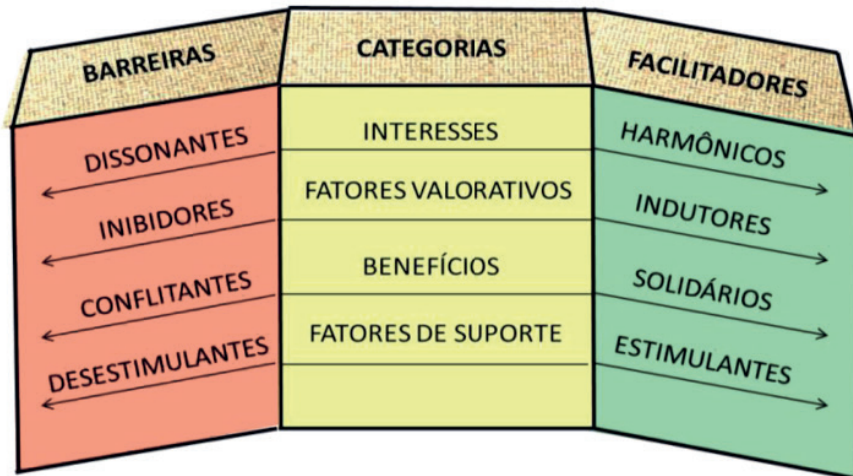 BARREIRAS CATEGORIAS FACILITADORES
DISSONANTES INTERESSES HARMÔNICOS
INIBIDORES FATORES VALORATIVOS INDUTORES
CONFLITANTES BENEFÍCIOS SOLIDÁRIOS
DESESTIMULANTES FATORES DE SUPORTE ESTIMULANTES